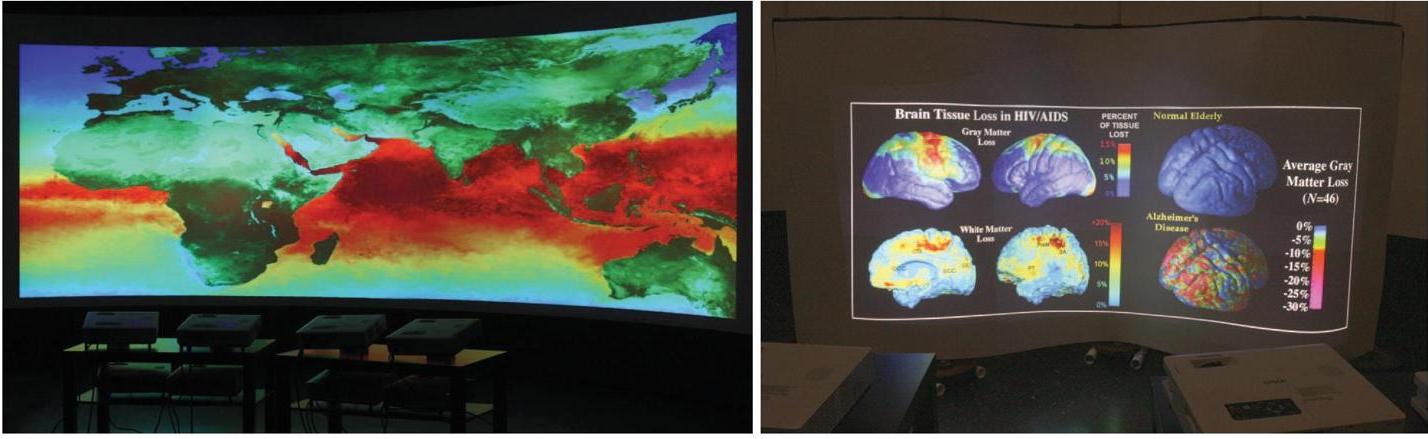 Brain Tissue Loss in HIV/AIDS
Gray Matter
Loss
PERCENT
OF TISSUE
LOST
15%
10%
5%
0%
White Matter
Loss
+20%
15%
10%
5%
0%
Normal Elderly
Alzheimer's
Disease
Average Gray
Matter Loss
(N=46)
0%
-5%
-10%
-15%
-20%
-25%
-30%
EPSON